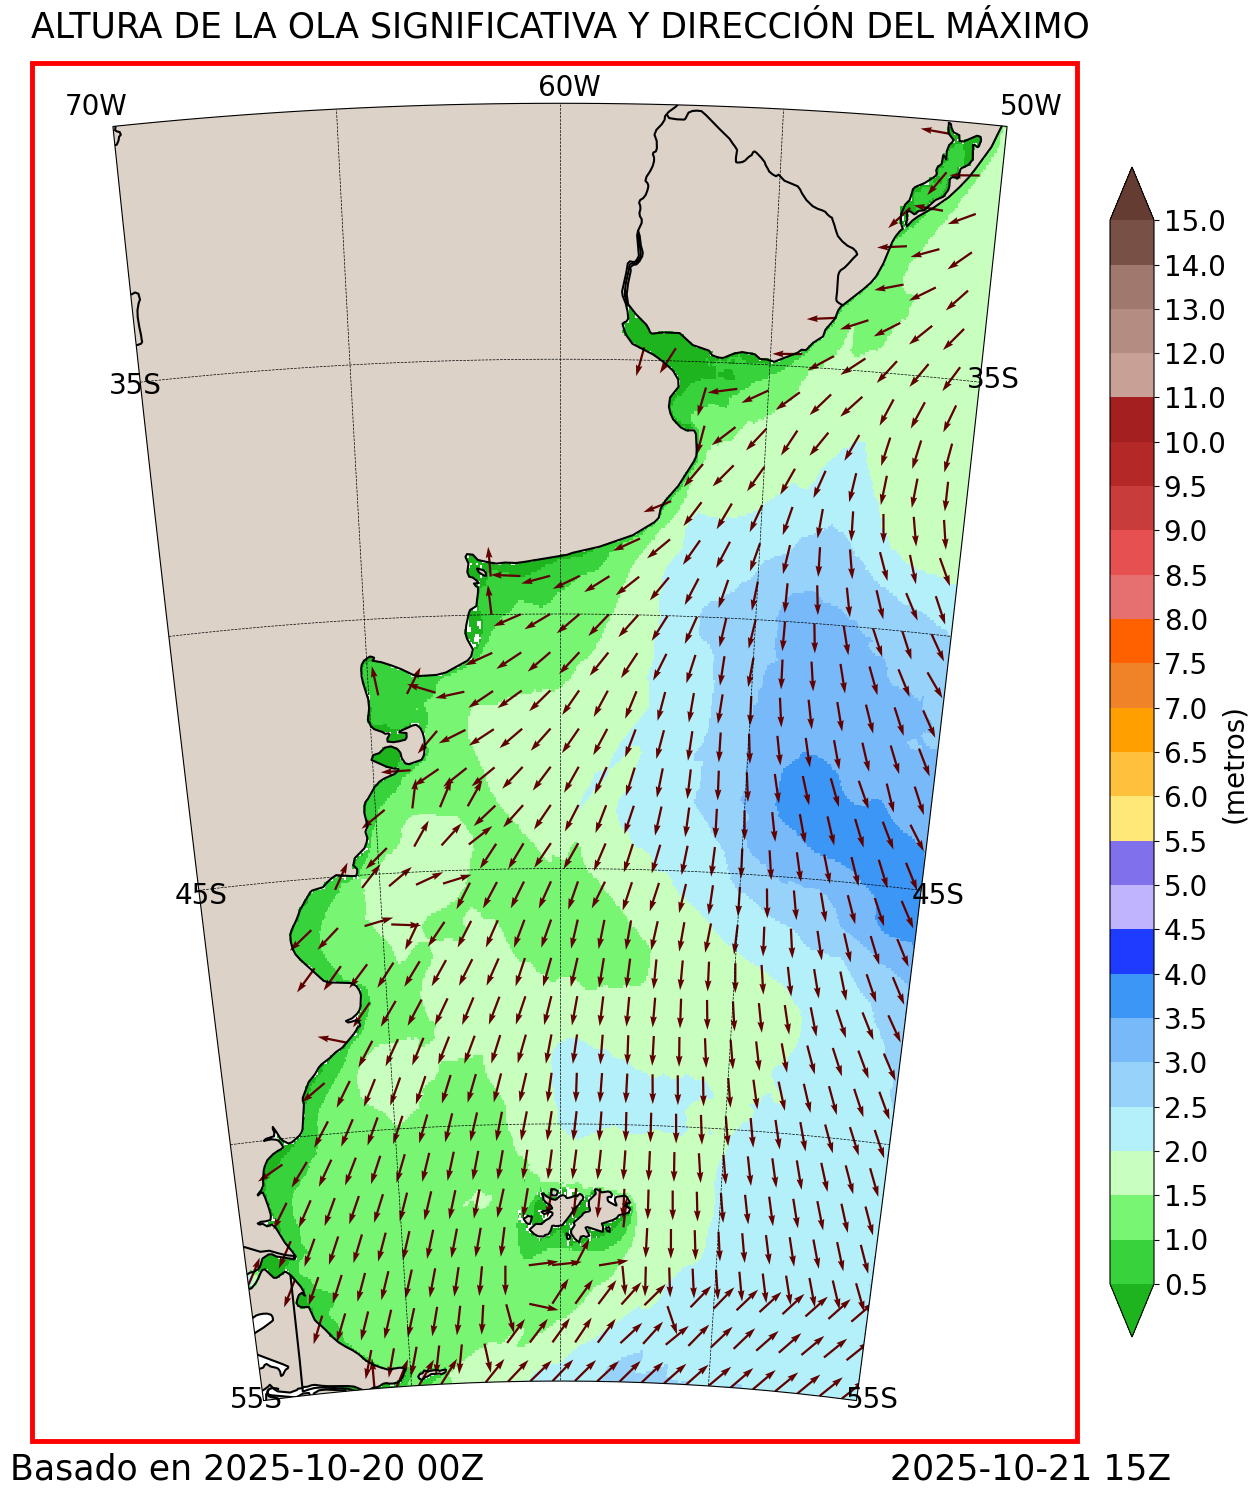 ALTURA DE LA OLA SIGNIFICATIVA Y DIRECCIÓN DEL MÁXIMO
70W
60W
50W
35S
35S
45S
45S
55S
55S
15.0
14.0
13.0
12.0
11.0
10.0
9.5
9.0
8.5
8.0
7.5
7.0
6.5
6.0
5.5
5.0
4.5
4.0
3.5
3.0
2.5
2.0
1.5
1.0
0.5
(metros)
Basado en 2025-10-20 00Z
2025-10-21 15Z